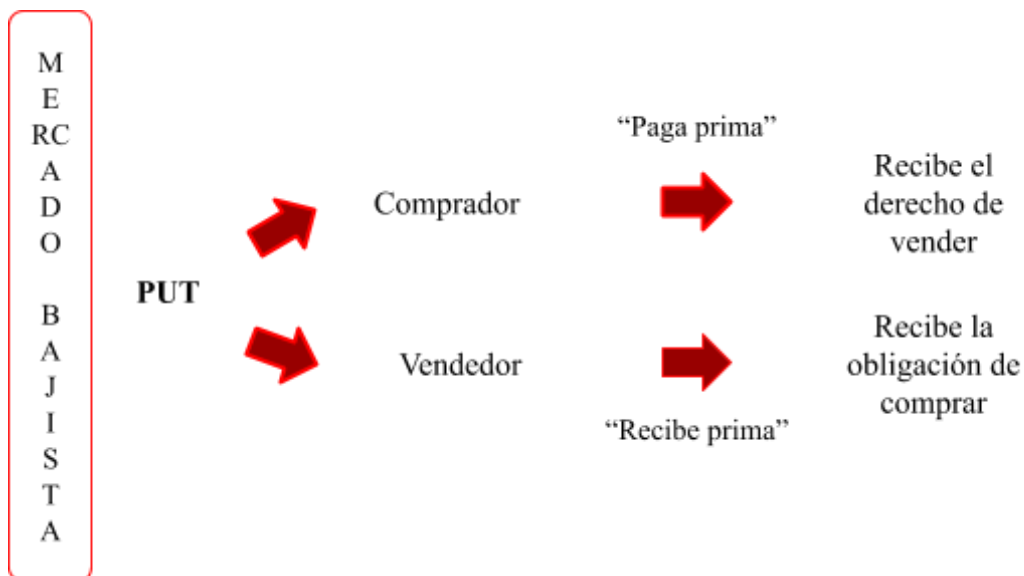 M
E
RC
A
D
O
B
A
J
I
S
T
A
PUT
Comprador
“Paga prima”
Recibe el
derecho de
vender
Vendedor
“Recibe prima”
Recibe la
obligación de
comprar